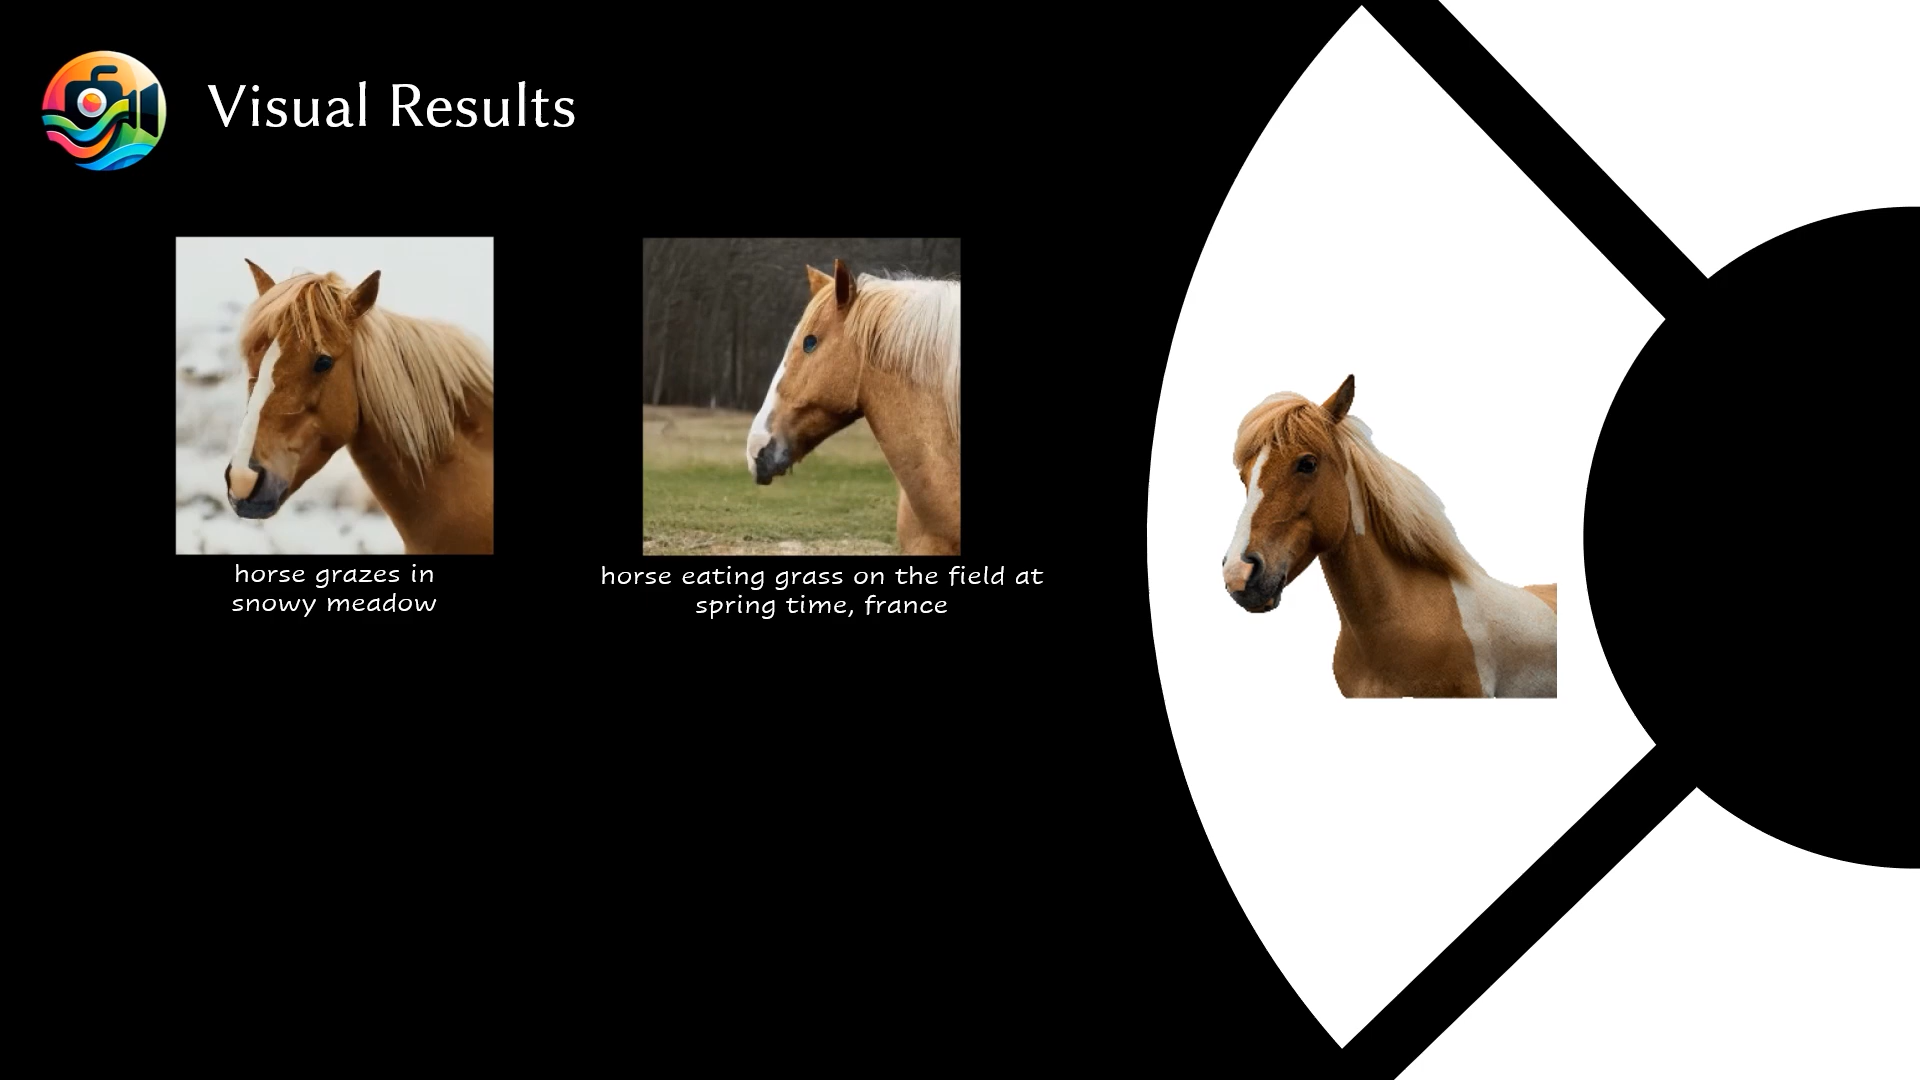 Visual Results
horse grazes in
snowy meadow
horse eating grass on the field at
spring time, france